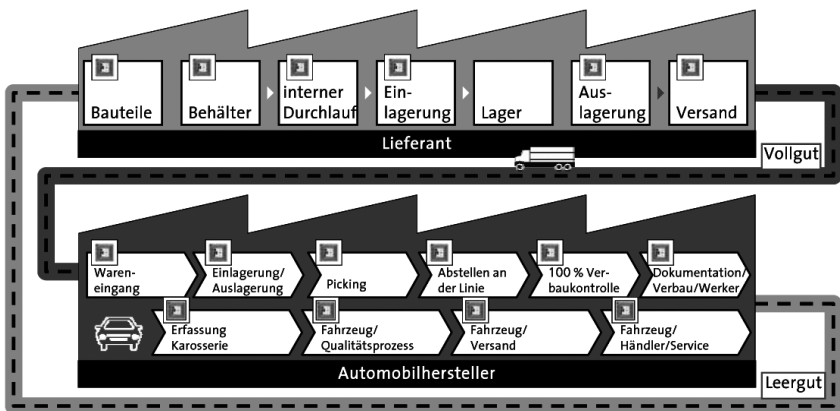 Bauteile
Behälter
interner
Durchlauf
Ein-
lagerung
Lager
Aus-
lagerung
Versand
Lieferant
Vollgut
Waren-
eingang
Einlagerung/
Auslagerung
Picking
Abstellen an
der Linie
100 % Ver-
baukontrolle
Dokumentation/
Verbau/Werker
Erfassung
Karosserie
Fahrzeug/
Qualitätsprozess
Fahrzeug/
Versand
Fahrzeug/
Händler/Service
Automobilhersteller
Leergut